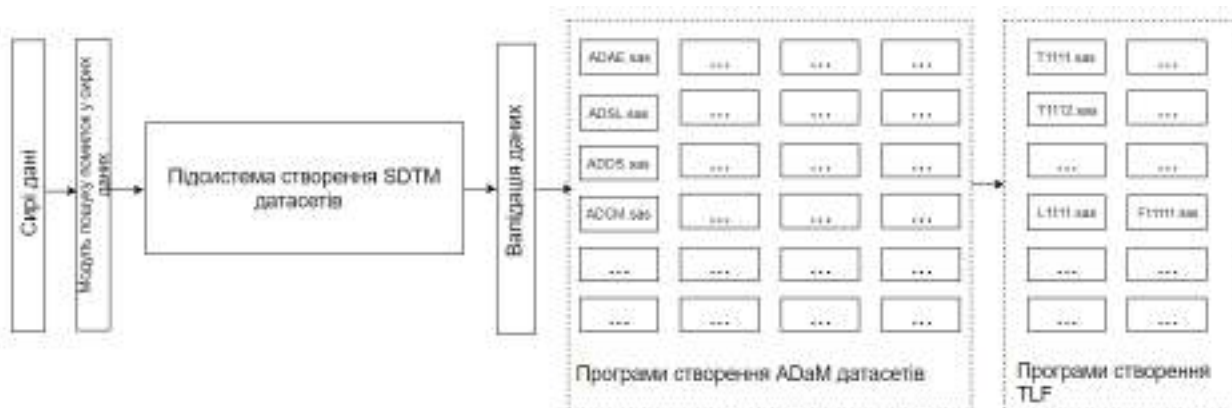 Сирі дані
Модуль пошуку помилок у сирих
даних
Підсистема створення SDTM
датасетів
Валідація даних
ADAE.sas
...
...
...
ADSL.sas
...
...
...
ADDS.sas
...
...
...
ADCM.sas
...
...
...
...
...
...
...
...
...
...
...
Програми створення ADaM датасетів
T1111.sas
...
T1112.sas
...
...
...
L1111.sas
F1111.sas
...
...
...
...
Програми створення
TLF